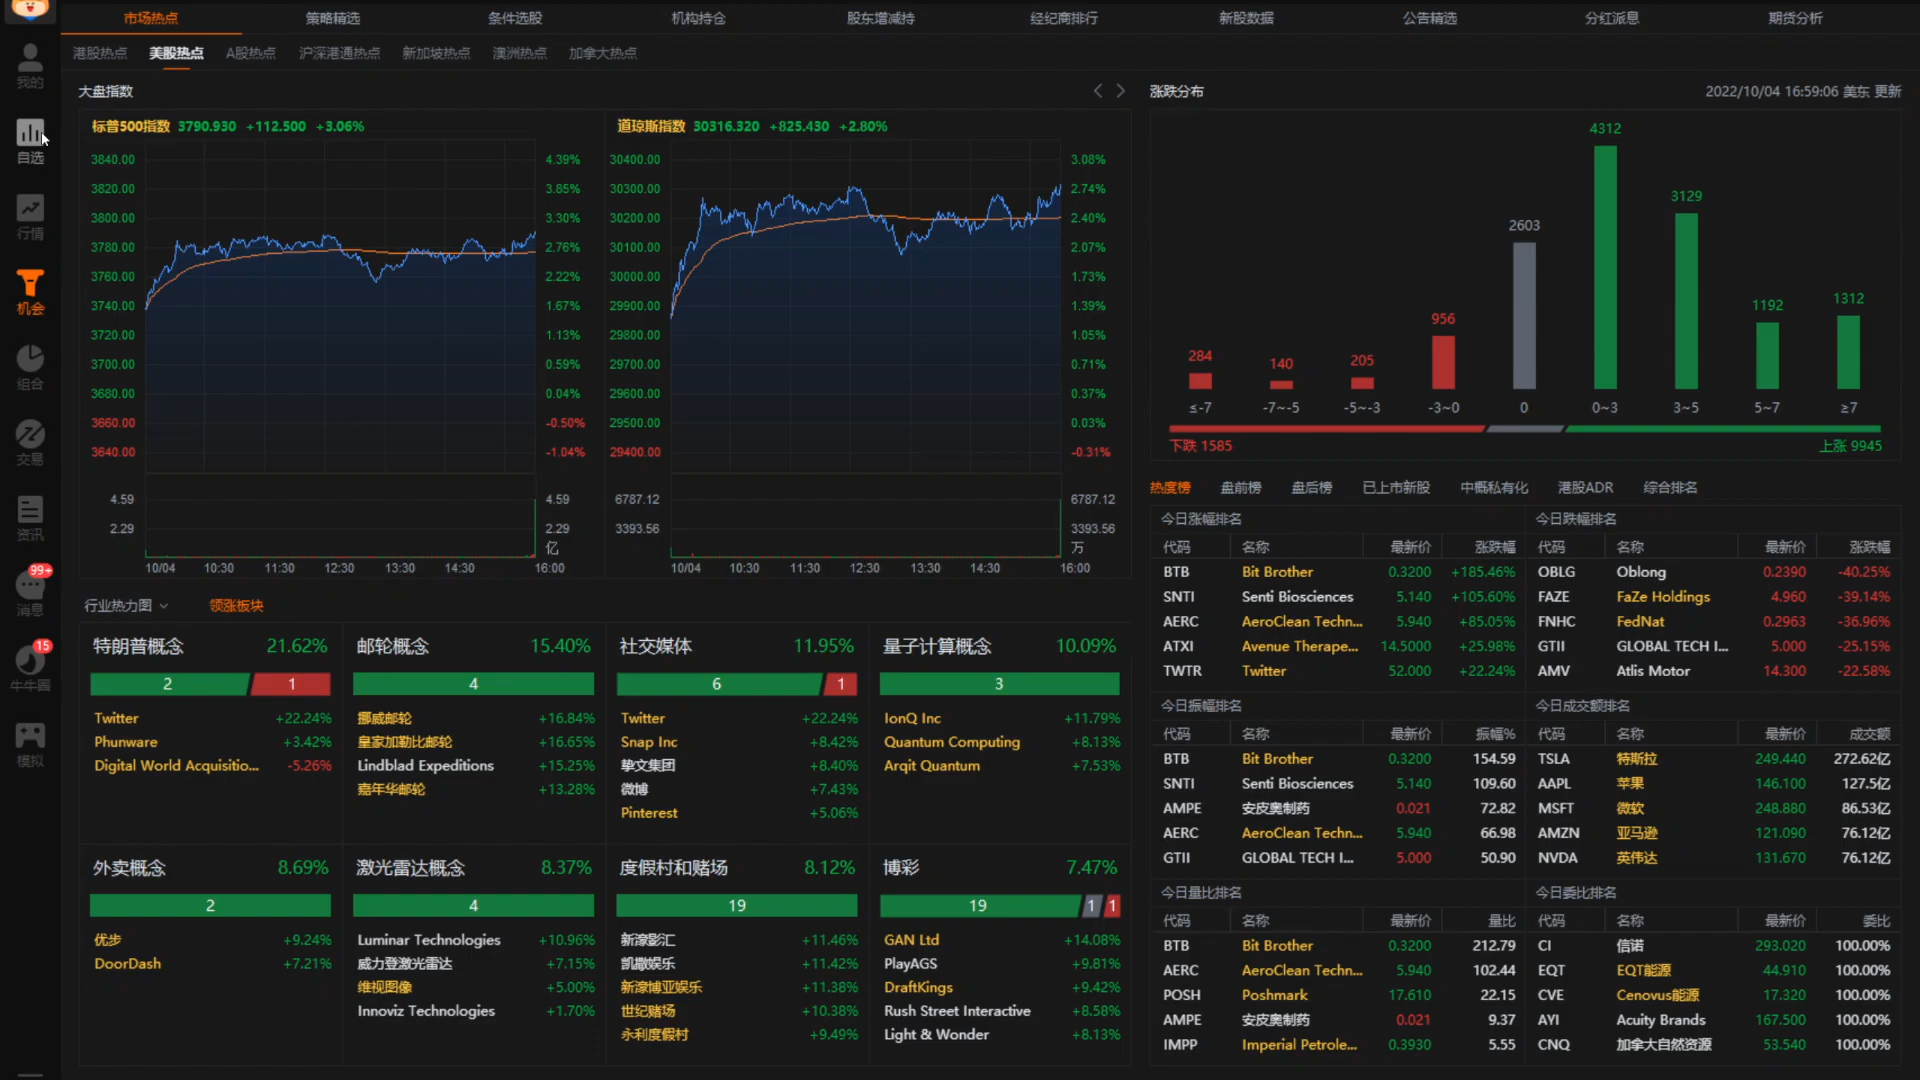 市场热点 策略精选 条件选股 机构持仓 股东增减持 经纪商排行 新股数据 公告精选 分红派息 期货分析
港股热点 美股热点 A股热点 沪深港通热点 新加坡热点 澳洲热点 加拿大热点
我的
自选
行情
机会
组合
交易
资讯
99+
消息
15
牛牛圈
模拟
大盘指数
标普500指数 3790.930 +112.500 +3.06%
3840.00 4.39%
3820.00 3.85%
3800.00 3.30%
3780.00 2.76%
3760.00 2.22%
3740.00 1.67%
3720.00 1.13%
3700.00 0.59%
3680.00 0.04%
3660.00 -0.50%
3640.00 -1.04%
4.59 4.59
2.29 2.29
亿
10/04 10:30 11:30 12:30 13:30 14:30 16:00
道琼斯指数 30316.320 +825.430 +2.80%
30400.00 3.08%
30300.00 2.74%
30200.00 2.40%
30100.00 2.07%
30000.00 1.73%
29900.00 1.39%
29800.00 1.05%
29700.00 0.71%
29600.00 0.37%
29500.00 0.03%
29400.00 -0.31%
6787.12 6787.12
3393.56 3393.56
万
10/04 10:30 11:30 12:30 13:30 14:30 16:00
涨跌分布 2022/10/04 16:59:06 美东 更新
284 140 205 956 2603 4312 3129 1192 1312
≤-7 -7~-5 -5~-3 -3~0 0 0~3 3~5 5~7 ≥7
下跌 1585 上涨 9945
行业热力图 领涨板块
特朗普概念 21.62%
2 1
Twitter +22.24%
Phunware +3.42%
Digital World Acquisitio... -5.26%
邮轮概念 15.40%
4
挪威邮轮 +16.84%
皇家加勒比邮轮 +16.65%
Lindblad Expeditions +15.25%
嘉年华邮轮 +13.28%
社交媒体 11.95%
6 1
Twitter +22.24%
Snap Inc +8.42%
挚文集团 +8.40%
微博 +7.43%
Pinterest +5.06%
量子计算概念 10.09%
3
IonQ Inc +11.79%
Quantum Computing +8.13%
Arqit Quantum +7.53%
外卖概念 8.69%
2
优步 +9.24%
DoorDash +7.21%
激光雷达概念 8.37%
4
Luminar Technologies +10.96%
威力登激光雷达 +7.15%
维视图像 +5.00%
Innoviz Technologies +1.70%
度假村和赌场 8.12%
19
新濠影汇 +11.46%
凯撒娱乐 +11.42%
新濠博亚娱乐 +11.38%
世纪赌场 +10.38%
永利度假村 +9.49%
博彩 7.47%
19 1 1
GAN Ltd +14.08%
PlayAGS +9.81%
DraftKings +9.42%
Rush Street Interactive +8.58%
Light & Wonder +8.13%
热度榜 盘前榜 盘后榜 已上市新股 中概私有化 港股ADR 综合排名
今日涨幅排名
代码 名称 最新价 涨跌幅
BTB Bit Brother 0.3200 +185.46%
SNTI Senti Biosciences 5.140 +105.60%
AERC AeroClean Techn... 5.940 +85.05%
ATXI Avenue Therape... 14.5000 +25.98%
TWTR Twitter 52.000 +22.24%
今日跌幅排名
代码 名称 最新价 涨跌幅
OBLG Oblong 0.2390 -40.25%
FAZE FaZe Holdings 4.960 -39.14%
FNHC FedNat 0.2963 -36.96%
GTII GLOBAL TECH I... 5.000 -25.15%
AMV Atlis Motor 14.300 -22.58%
今日振幅排名
代码 名称 最新价 振幅%
BTB Bit Brother 0.3200 154.59
SNTI Senti Biosciences 5.140 109.60
AMPE 安皮奥制药 0.021 72.82
AERC AeroClean Techn... 5.940 66.98
GTII GLOBAL TECH I... 5.000 50.90
今日成交额排名
代码 名称 最新价 成交额
TSLA 特斯拉 249.440 272.62亿
AAPL 苹果 146.100 127.5亿
MSFT 微软 248.880 86.53亿
AMZN 亚马逊 121.090 76.12亿
NVDA 英伟达 131.670 76.12亿
今日量比排名
代码 名称 最新价 量比
BTB Bit Brother 0.3200 212.79
AERC AeroClean Techn... 5.940 102.44
POSH Poshmark 17.610 22.15
AMPE 安皮奥制药 0.021 9.37
IMPP Imperial Petrole... 0.3930 5.55
今日委比排名
代码 名称 最新价 委比
CI 信诺 293.020 100.00%
EQT EQT能源 44.910 100.00%
CVE Cenovus能源 17.320 100.00%
AYI Acuity Brands 167.500 100.00%
CNQ 加拿大自然资源 53.540 100.00%